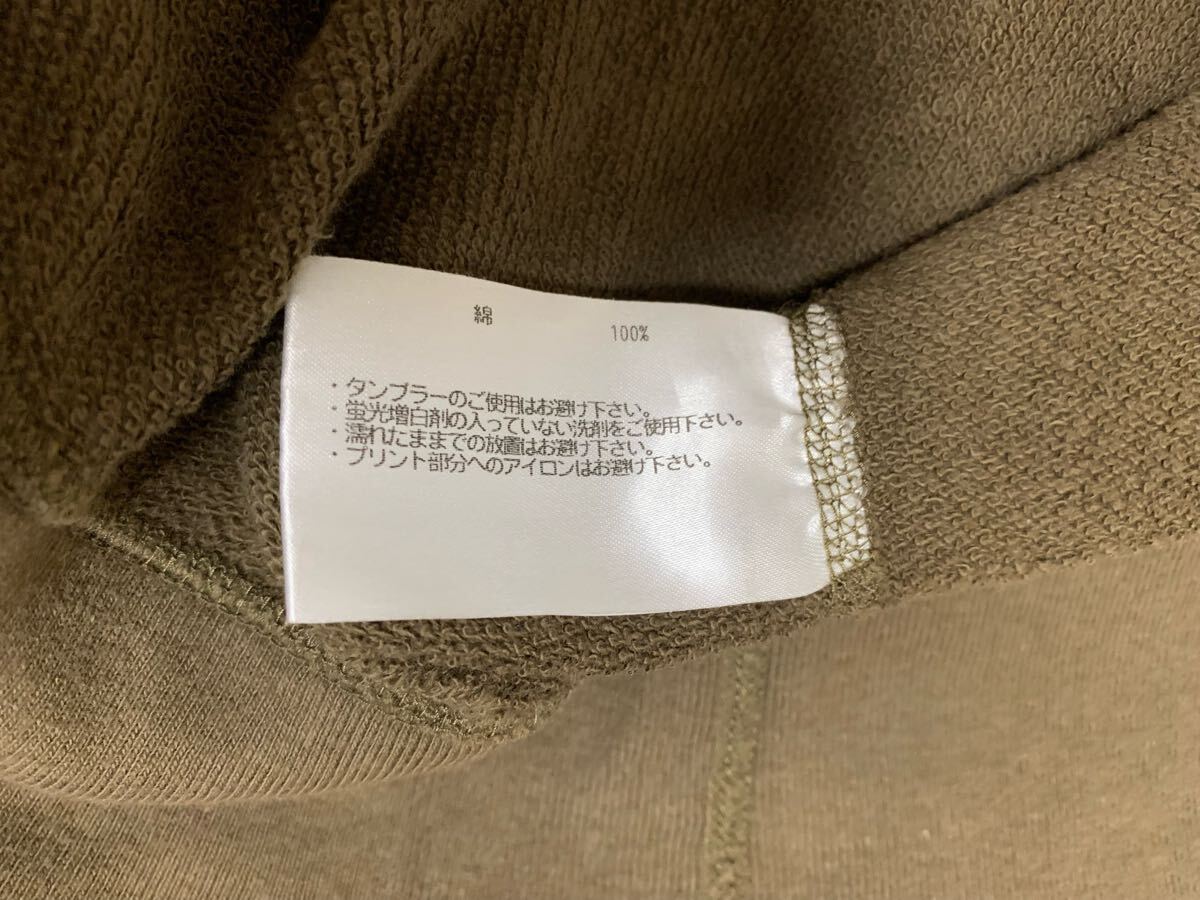 綿 100%
・タンブラーのご使用はお避け下さい。
・蛍光増白剤の入っていない洗剤をご使用下さい。
・濡れたままでの放置はお避け下さい。
・プリント部分へのアイロンはお避け下さい。